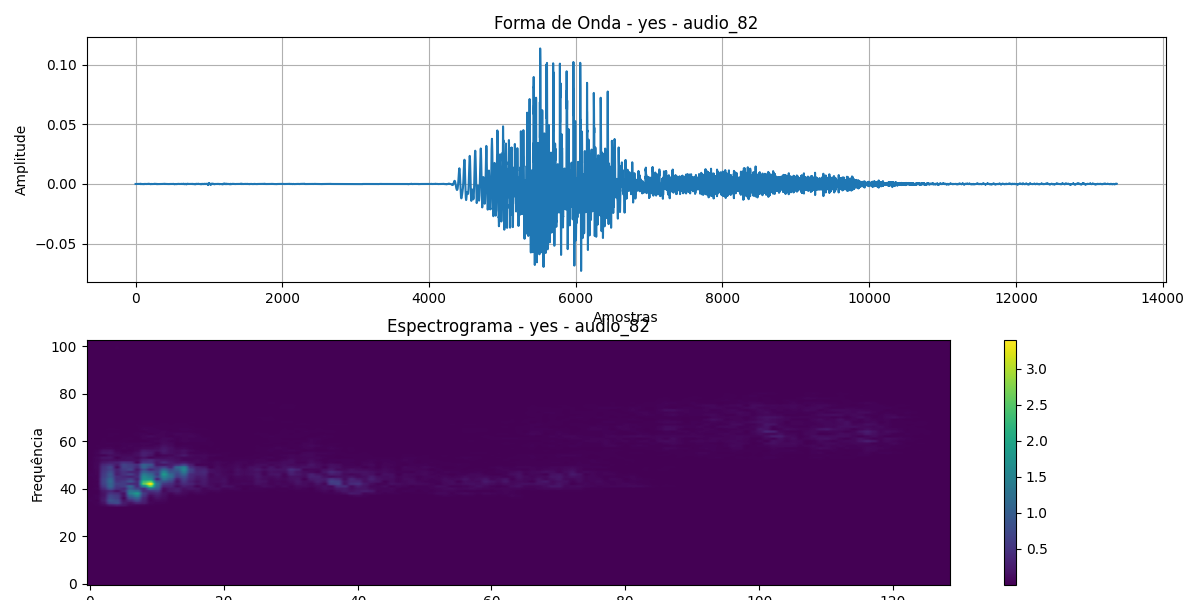 Forma de Onda - yes - audio_82
Amplitude
0.10
0.05
0.00
−0.05
0 2000 4000 6000 8000 10000 12000 14000
Amostras
Espectrograma - yes - audio_82
Frequência
100
80
60
40
20
0
0 20 40 60 80 100 120
3.0
2.5
2.0
1.5
1.0
0.5